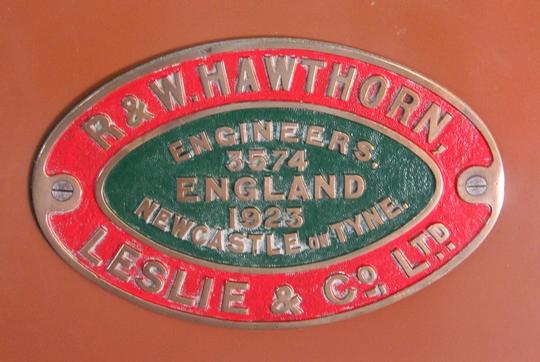 R & W. HAWTHORN,
ENGINEERS,
3574
ENGLAND
1923
NEWCASTLE ON TYNE.
LESLIE & Co. LTD.